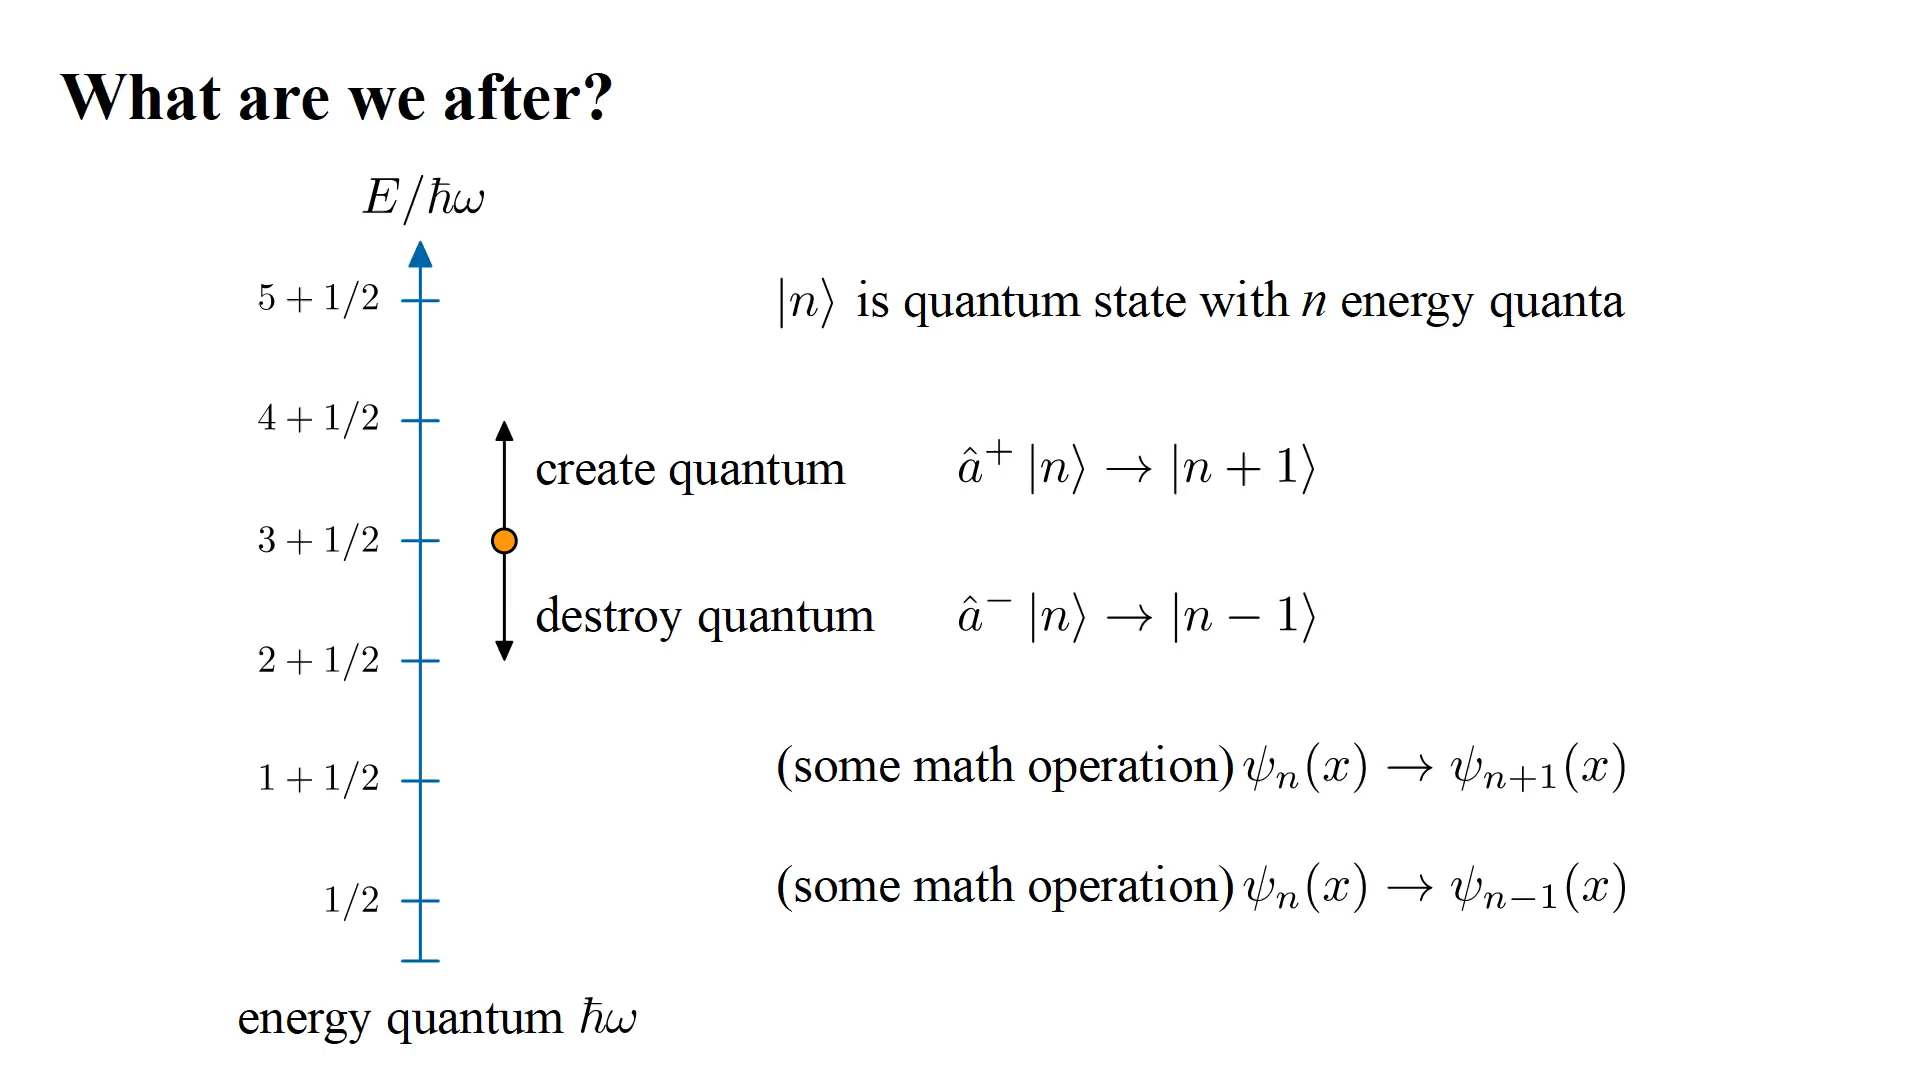 What are we after?
E/ħω
5 + 1/2
|n⟩ is quantum state with n energy quanta
4 + 1/2
create quantum
â⁺ |n⟩ → |n + 1⟩
3 + 1/2
destroy quantum
â⁻ |n⟩ → |n − 1⟩
2 + 1/2
1 + 1/2
(some math operation) ψₙ(x) → ψₙ₊₁(x)
1/2
(some math operation) ψₙ(x) → ψₙ₋₁(x)
energy quantum ħω